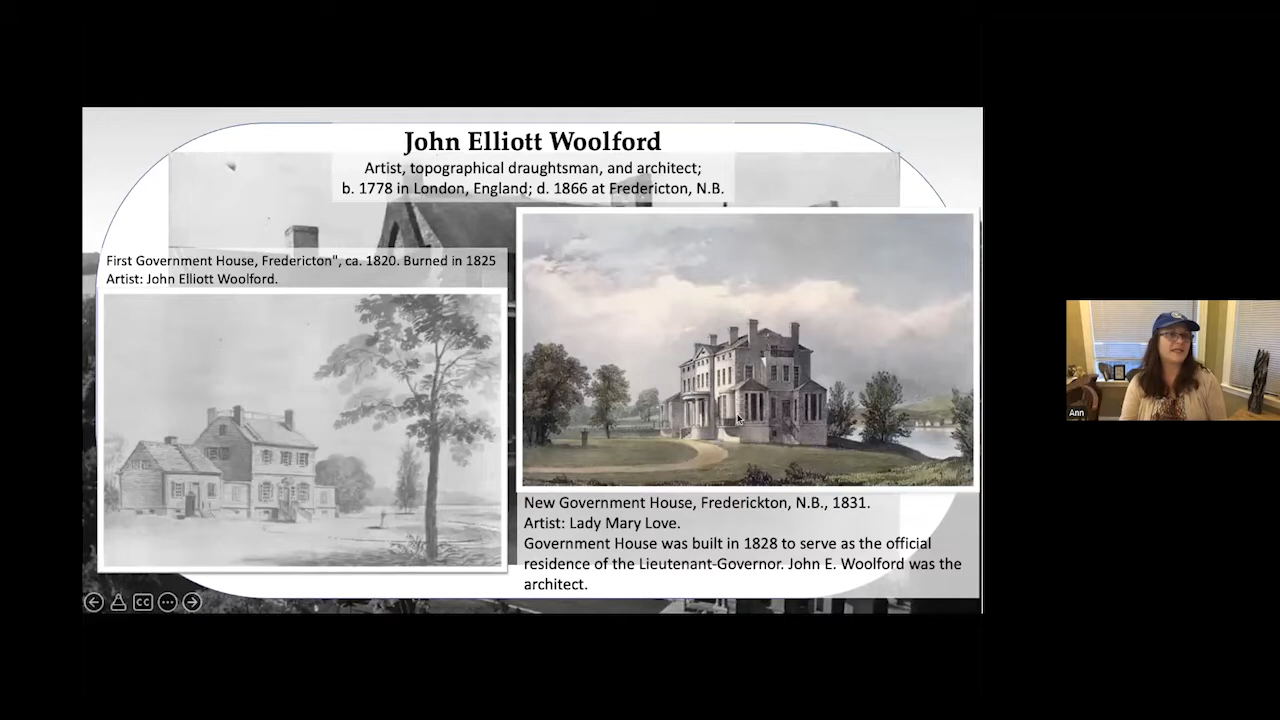 John Elliott Woolford
Artist, topographical draughtsman, and architect;
b. 1778 in London, England; d. 1866 at Fredericton, N.B.
First Government House, Fredericton", ca. 1820. Burned in 1825
Artist: John Elliott Woolford.
New Government House, Frederickton, N.B., 1831.
Artist: Lady Mary Love.
Government House was built in 1828 to serve as the official
residence of the Lieutenant-Governor. John E. Woolford was the
architect.
CC
Ann